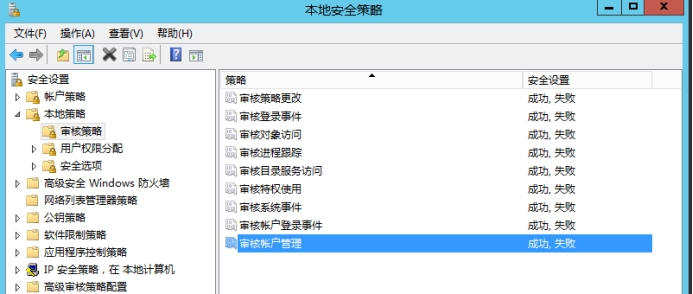 本地安全策略
文件(F) 操作(A) 查看(V) 帮助(H)
安全设置
帐户策略
本地策略
审核策略
用户权限分配
安全选项
高级安全 Windows 防火墙
网络列表管理器策略
公钥策略
软件限制策略
应用程序控制策略
IP 安全策略，在 本地计算机
高级审核策略配置
策略 安全设置
审核策略更改 成功, 失败
审核登录事件 成功, 失败
审核对象访问 成功, 失败
审核进程跟踪 成功, 失败
审核目录服务访问 成功, 失败
审核特权使用 成功, 失败
审核系统事件 成功, 失败
审核帐户登录事件 成功, 失败
审核帐户管理 成功, 失败